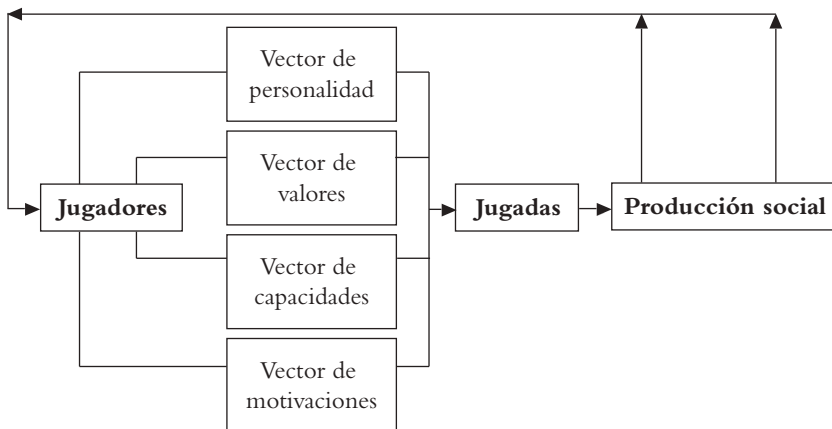 Vector de
personalidad
Vector de
valores
Jugadores
Jugadas
Producción social
Vector de
capacidades
Vector de
motivaciones